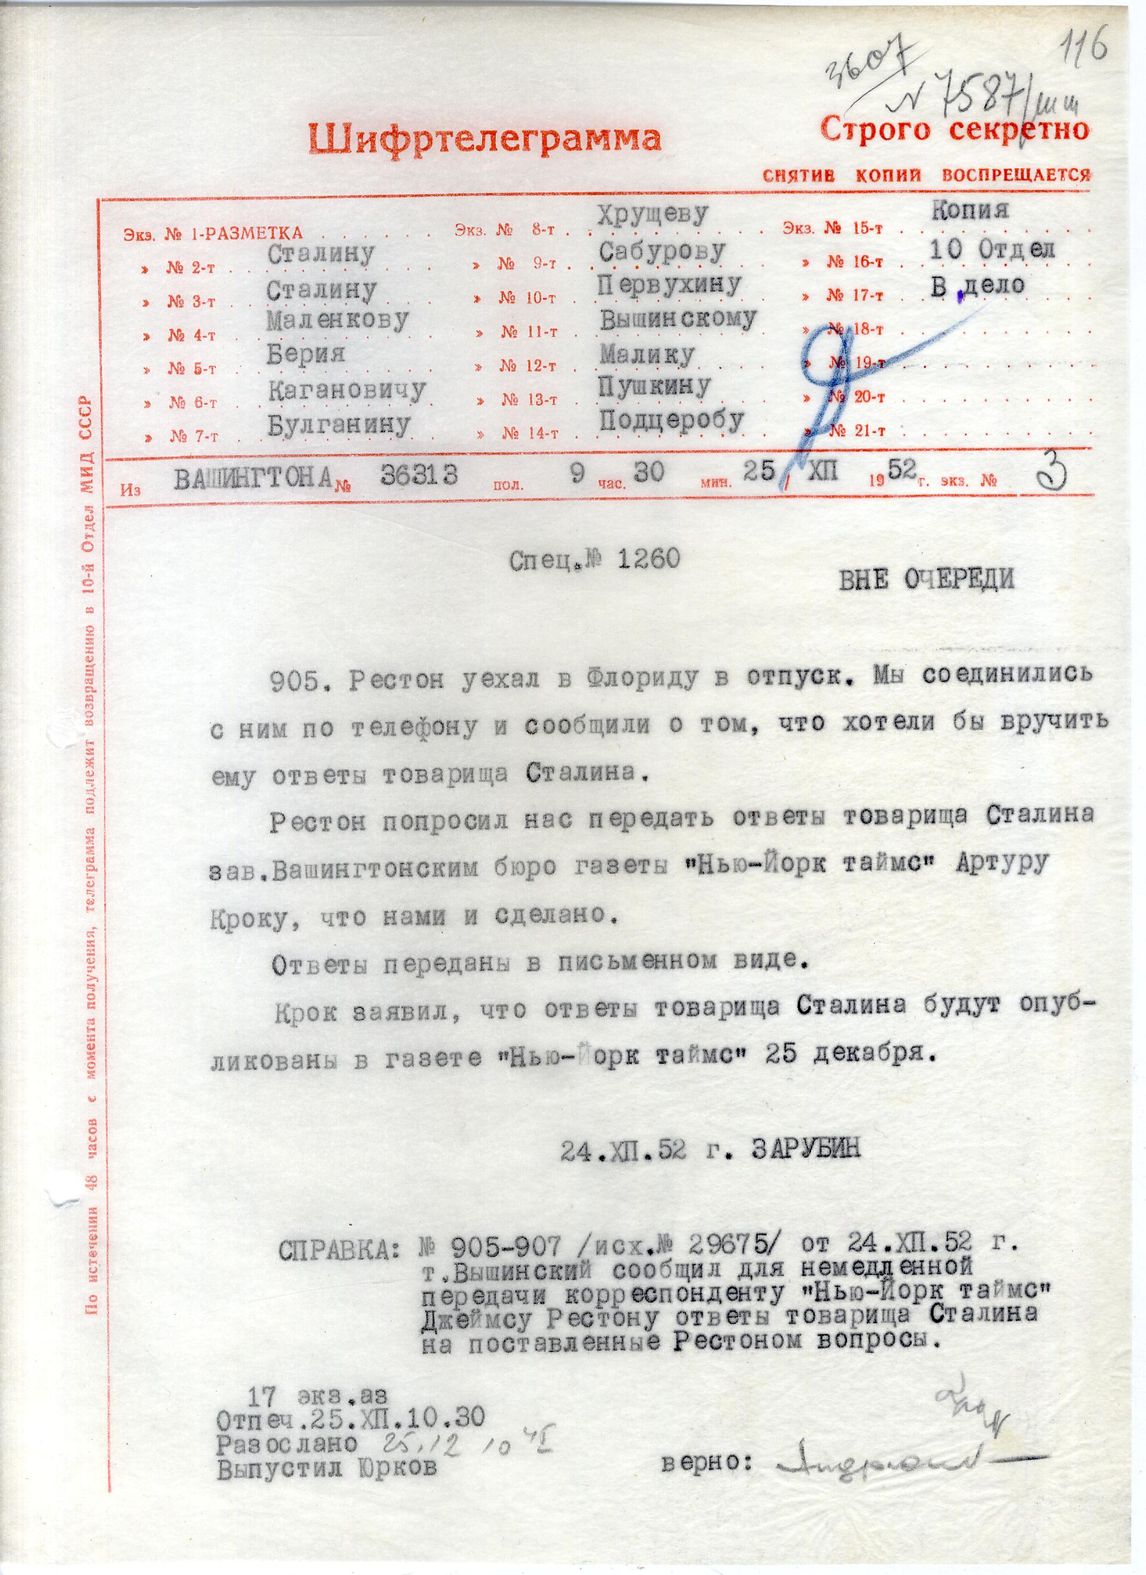 116
3607
N 7587/шт
Шифртелеграмма
Строго секретно
СНЯТИЕ КОПИЙ ВОСПРЕЩАЕТСЯ
Экз. № 1-РАЗМЕТКА Экз. № 8-т Хрущеву Экз. № 15-т Копия
» № 2-т Сталину » № 9-т Сабурову » № 16-т 10 Отдел
» № 3-т Сталину » № 10-т Первухину » № 17-т В дело
» № 4-т Маленкову » № 11-т Вышинскому » № 18-т
» № 5-т Берия » № 12-т Малику » № 19-т
» № 6-т Кагановичу » № 13-т Пушкину » № 20-т
» № 7-т Булганину » № 14-т Подцеробу » № 21-т
Из ВАШИНГТОНА № 36313 пол. 9 час. 30 мин. 25/ ХП 1952 г. экз. № 3
По истечении 48 часов с момента получения, телеграмма подлежит возвращению в 10-й Отдел МИД СССР
Спец.№ 1260
ВНЕ ОЧЕРЕДИ
905. Рестон уехал в Флориду в отпуск. Мы соединились
с ним по телефону и сообщили о том, что хотели бы вручить
ему ответы товарища Сталина.
Рестон попросил нас передать ответы товарища Сталина
зав.Вашингтонским бюро газеты "Нью-Йорк таймс" Артуру
Кроку, что нами и сделано.
Ответы переданы в письменном виде.
Крок заявил, что ответы товарища Сталина будут опуб-
ликованы в газете "Нью-Йорк таймс" 25 декабря.
24.ХП.52 г. ЗАРУБИН
СПРАВКА: № 905-907 /исх.№ 29675/ от 24.ХП.52 г.
т.Вышинский сообщил для немедленной
передачи корреспонденту "Нью-Йорк таймс"
Джеймсу Рестону ответы товарища Сталина
на поставленные Рестоном вопросы.
17 экз.аз
Отпеч.25.ХП.10.30
Разослано 25.12 10 45
Выпустил Юрков
верно: